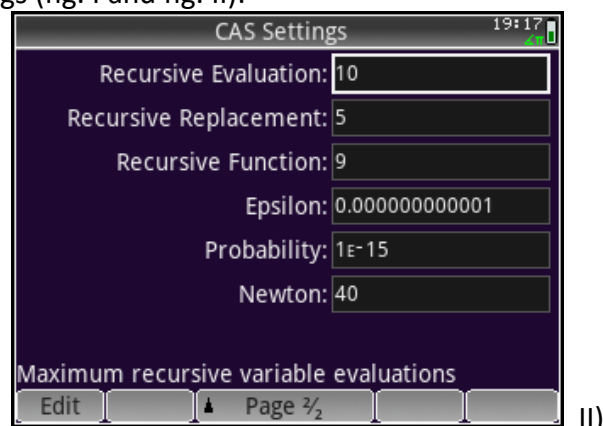 CAS Settings 19:17
∡π
Recursive Evaluation: 10
Recursive Replacement: 5
Recursive Function: 9
Epsilon: 0.000000000001
Probability: 1E-15
Newton: 40
Maximum recursive variable evaluations
Edit Page 2/2
II)